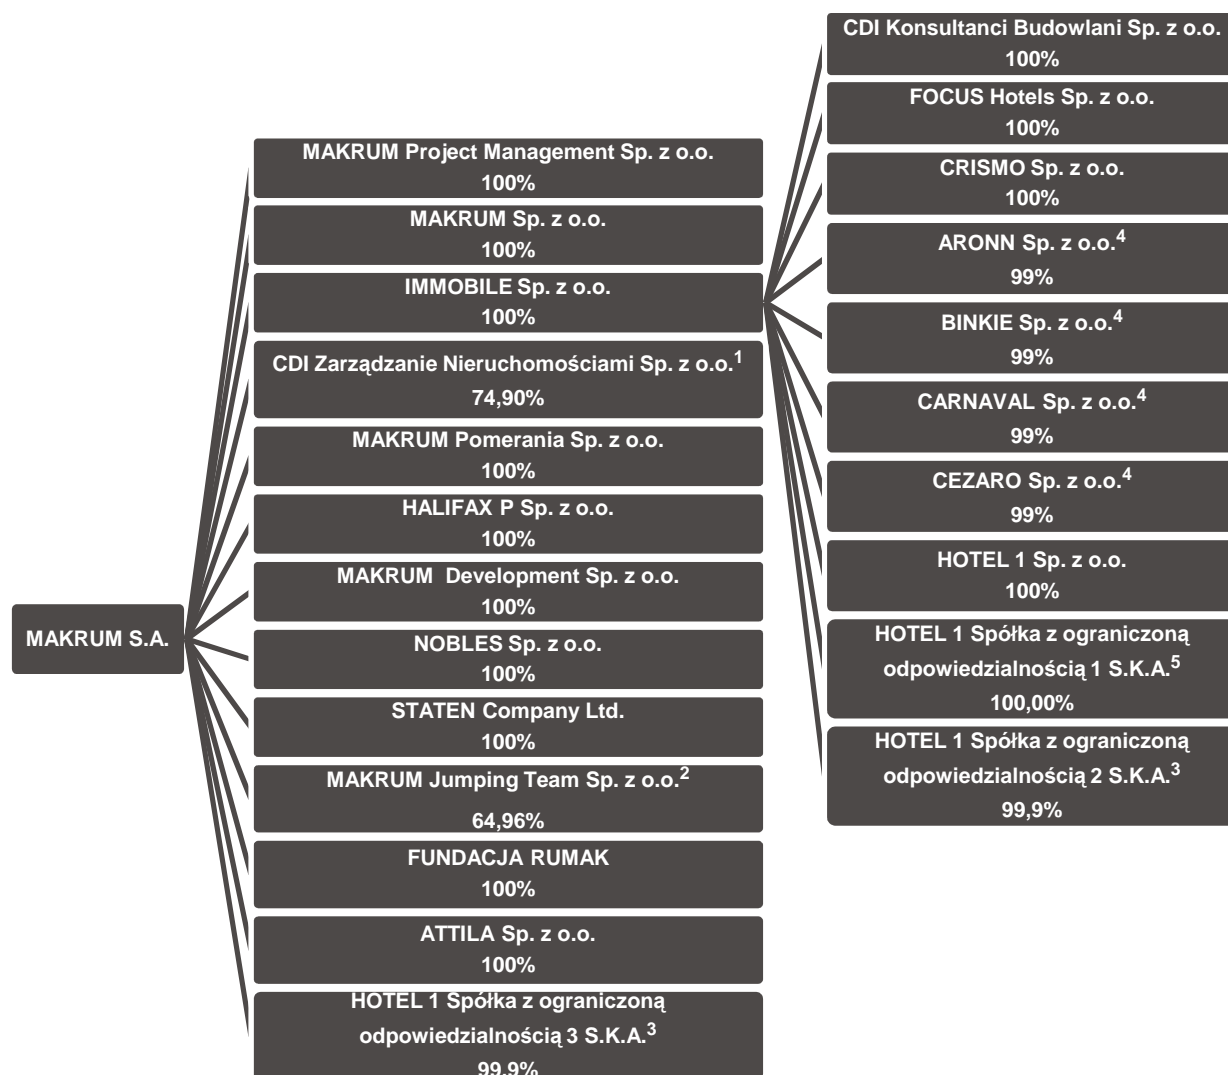 MAKRUM S.A.
MAKRUM Project Management Sp. z o.o.
100%
MAKRUM Sp. z o.o.
100%
IMMOBILE Sp. z o.o.
100%
CDI Zarządzanie Nieruchomościami Sp. z o.o.¹
74,90%
MAKRUM Pomerania Sp. z o.o.
100%
HALIFAX P Sp. z o.o.
100%
MAKRUM Development Sp. z o.o.
100%
NOBLES Sp. z o.o.
100%
STATEN Company Ltd.
100%
MAKRUM Jumping Team Sp. z o.o.²
64,96%
FUNDACJA RUMAK
100%
ATTILA Sp. z o.o.
100%
HOTEL 1 Spółka z ograniczoną
odpowiedzialnością 3 S.K.A.³
99,9%
CDI Konsultanci Budowlani Sp. z o.o.
100%
FOCUS Hotels Sp. z o.o.
100%
CRISMO Sp. z o.o.
100%
ARONN Sp. z o.o.⁴
99%
BINKIE Sp. z o.o.⁴
99%
CARNAVAL Sp. z o.o.⁴
99%
CEZARO Sp. z o.o.⁴
99%
HOTEL 1 Sp. z o.o.
100%
HOTEL 1 Spółka z ograniczoną
odpowiedzialnością 1 S.K.A.⁵
100,00%
HOTEL 1 Spółka z ograniczoną
odpowiedzialnością 2 S.K.A.³
99,9%